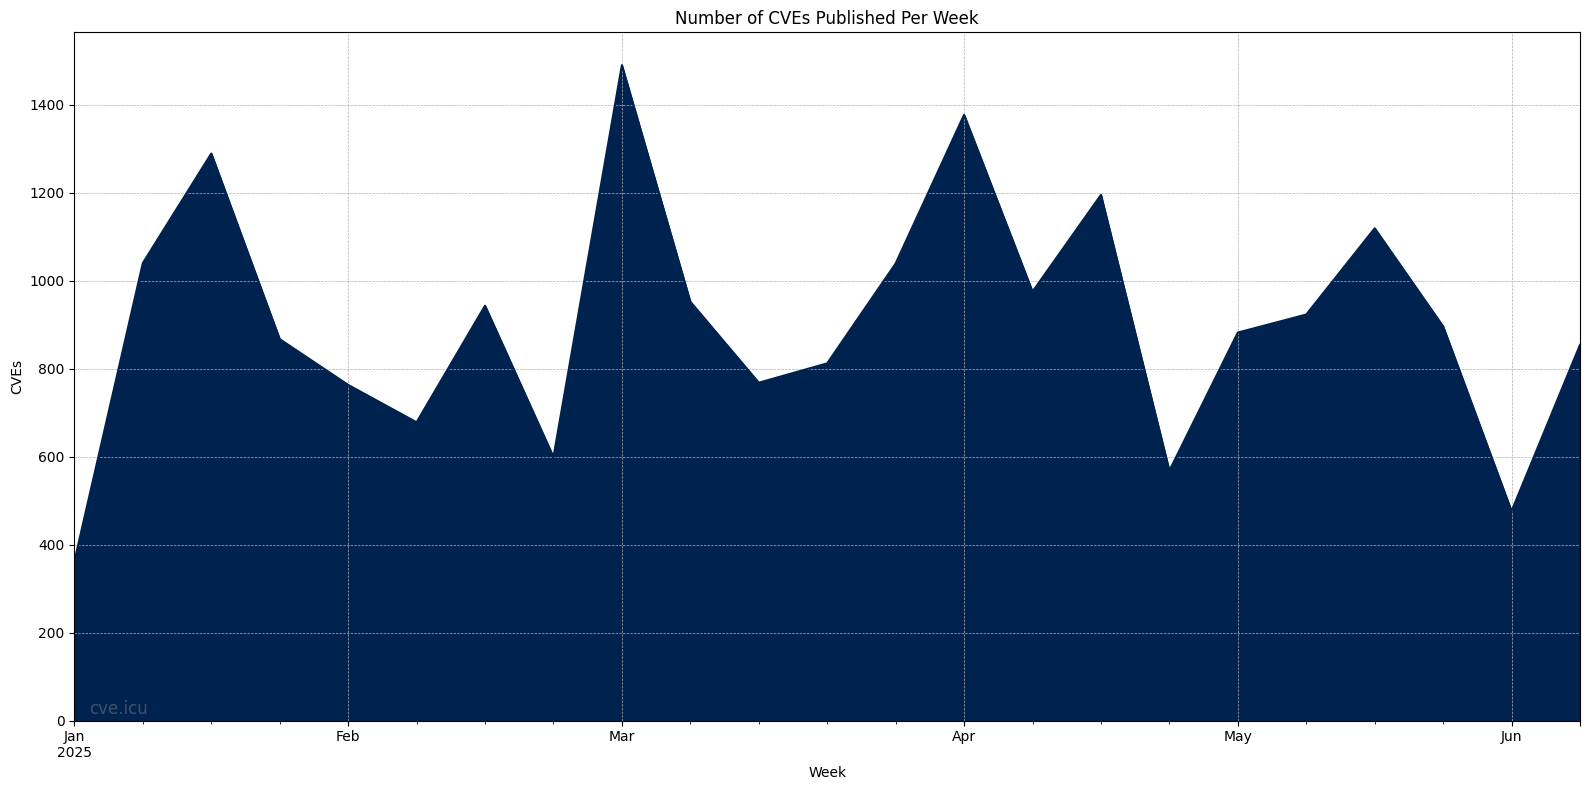 Number of CVEs Published Per Week
1400
1200
1000
800
600
400
200
0
CVEs
cve.icu
Jan Feb Mar Apr May Jun
2025
Week